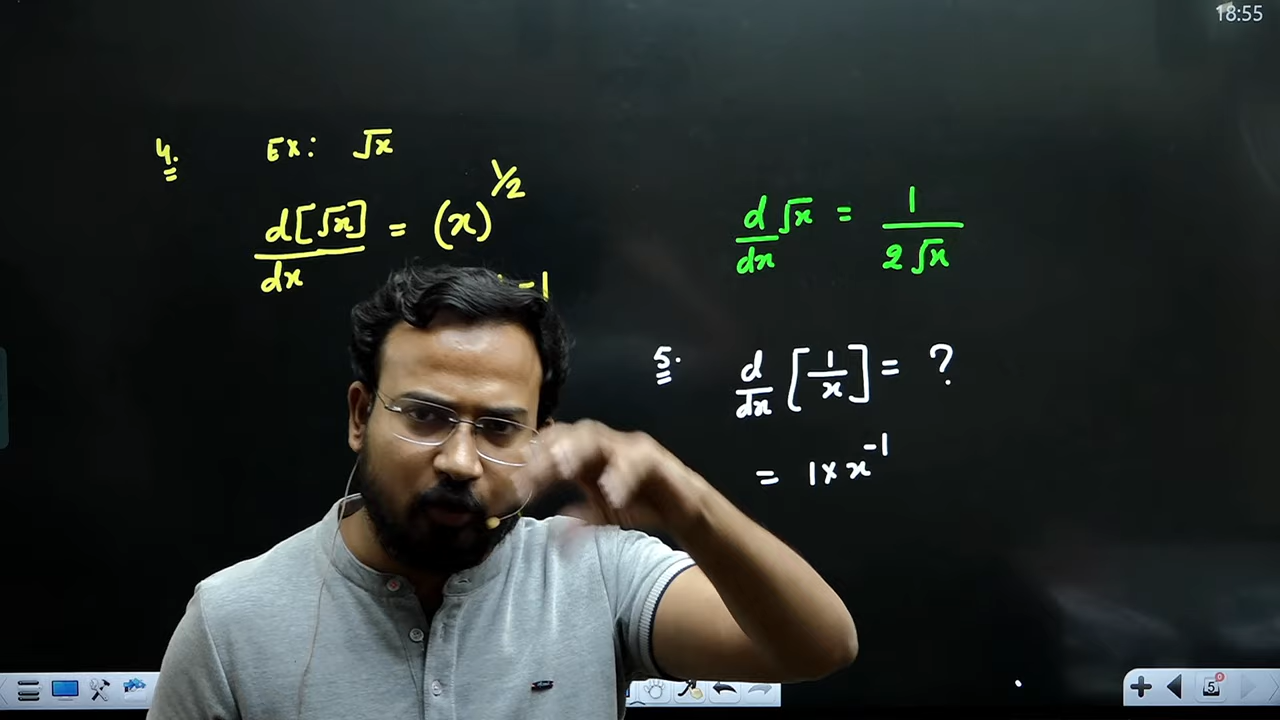 18:55
4. Ex: √x
d[√x]/dx = (x)^1/2
-1
d/dx √x = 1/2√x
5. d/dx [1/x] = ?
= 1 × x^-1
5